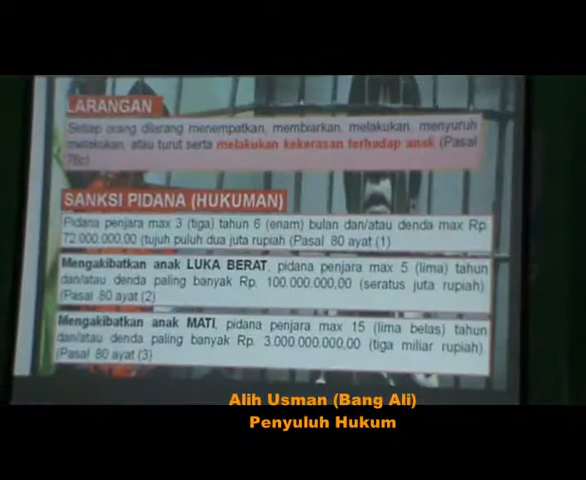 LARANGAN
Setiap orang dilarang menempatkan, membiarkan, melakukan, menyuruh
melakukan, atau turut serta melakukan kekerasan terhadap anak (Pasal
76c)
SANKSI PIDANA (HUKUMAN)
Pidana penjara max 3 (tiga) tahun 6 (enam) bulan dan/atau denda max Rp.
72.000.000,00 (tujuh puluh dua juta rupiah (Pasal 80 ayat (1)
Mengakibatkan anak LUKA BERAT, pidana penjara max 5 (lima) tahun
dan/atau denda paling banyak Rp. 100.000.000,00 (seratus juta rupiah)
(Pasal 80 ayat (2)
Mengakibatkan anak MATI, pidana penjara max 15 (lima belas) tahun
dan/atau denda paling banyak Rp. 3.000.000.000,00 (tiga miliar rupiah)
(Pasal 80 ayat (3)
Alih Usman (Bang Ali)
Penyuluh Hukum